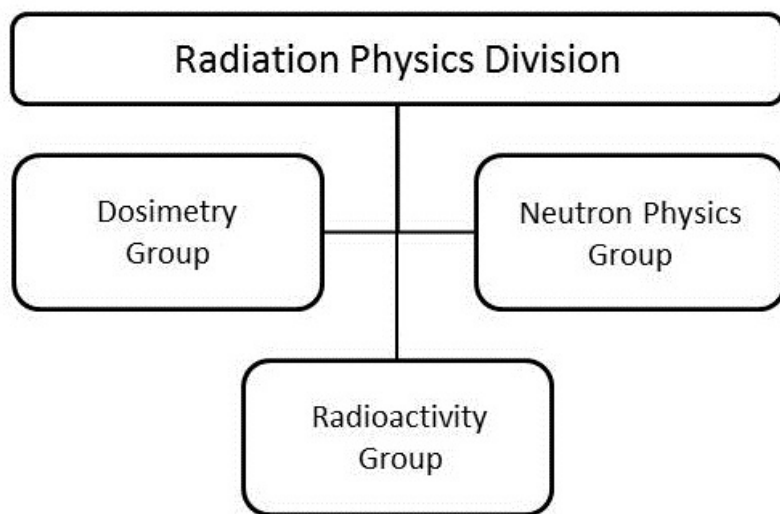 Radiation Physics Division
Dosimetry
Group
Neutron Physics
Group
Radioactivity
Group